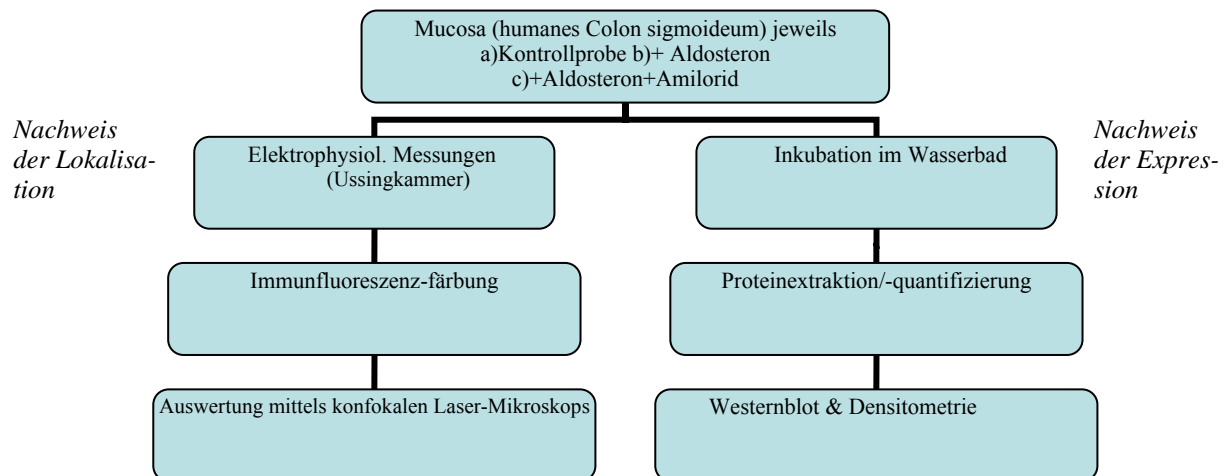 Mucosa (humanes Colon sigmoideum) jeweils
a)Kontrollprobe b)+ Aldosteron
c)+Aldosteron+Amilorid
Nachweis
der Lokalisa-
tion
Elektrophysiol. Messungen
(Ussingkammer)
Inkubation im Wasserbad
Nachweis
der Expres-
sion
Immunfluoreszenz-färbung
Proteinextraktion/-quantifizierung
Auswertung mittels konfokalen Laser-Mikroskops
Westernblot & Densitometrie